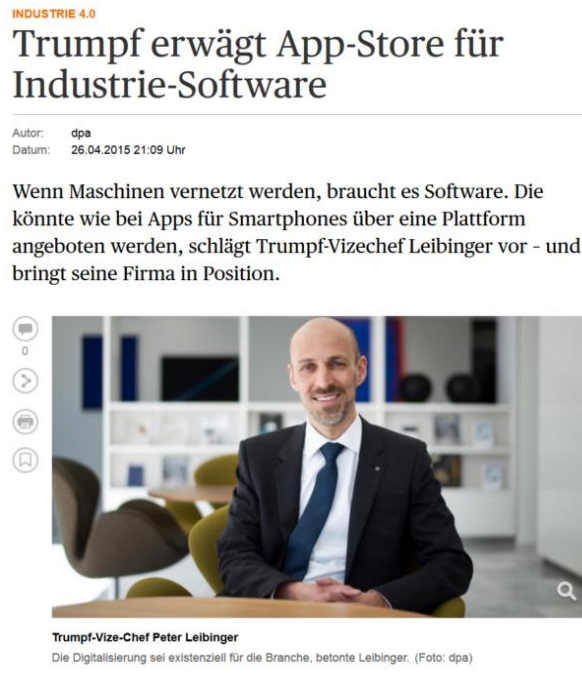 INDUSTRIE 4.0
Trumpf erwägt App-Store für
Industrie-Software
Autor: dpa
Datum: 26.04.2015 21:09 Uhr
Wenn Maschinen vernetzt werden, braucht es Software. Die
könnte wie bei Apps für Smartphones über eine Plattform
angeboten werden, schlägt Trumpf-Vizechef Leibinger vor – und
bringt seine Firma in Position.
0
Trumpf-Vize-Chef Peter Leibinger
Die Digitalisierung sei existenziell für die Branche, betonte Leibinger. (Foto: dpa)